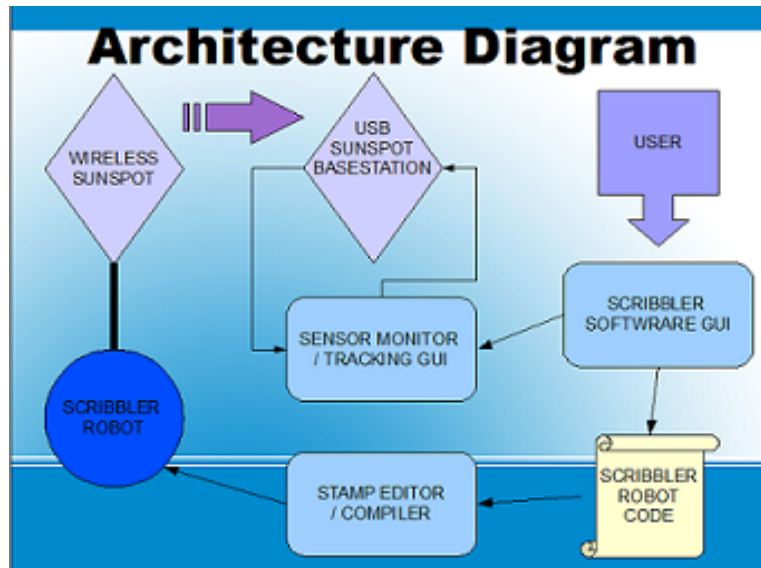 Architecture Diagram
WIRELESS
SUNSPOT
USB
SUNSPOT
BASESTATION
USER
SENSOR MONITOR
/ TRACKING GUI
SCRIBBLER
SOFTWRARE GUI
SCRIBBLER
ROBOT
STAMP EDITOR
/ COMPILER
SCRIBBLER
ROBOT
CODE